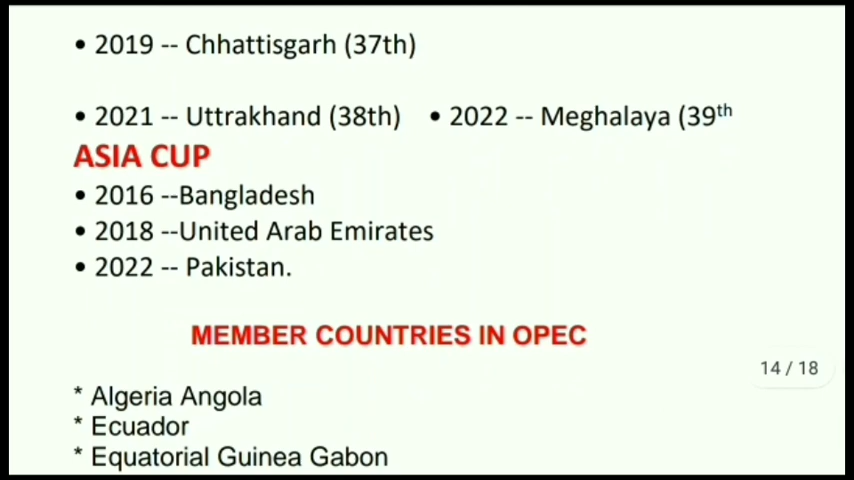 • 2019 -- Chhattisgarh (37th)
• 2021 -- Uttrakhand (38th) • 2022 -- Meghalaya (39th
ASIA CUP
• 2016 --Bangladesh
• 2018 --United Arab Emirates
• 2022 -- Pakistan.
MEMBER COUNTRIES IN OPEC
14 / 18
* Algeria Angola
* Ecuador
* Equatorial Guinea Gabon